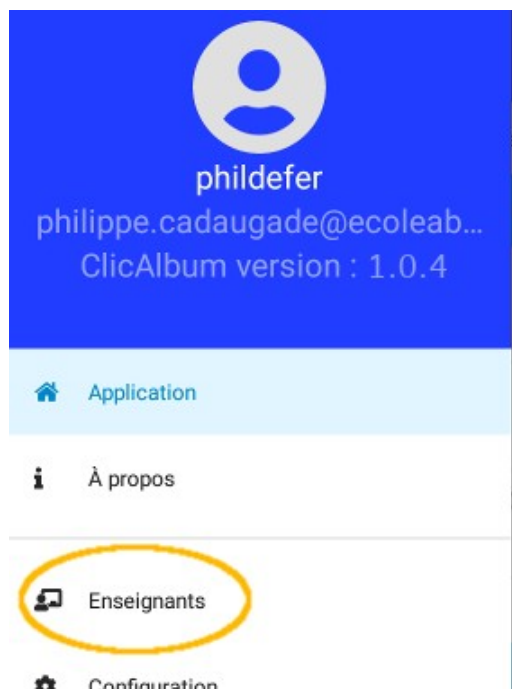 phildefer
philippe.cadaugade@ecoleab...
ClicAlbum version : 1.0.4
Application
À propos
Enseignants
Configuration